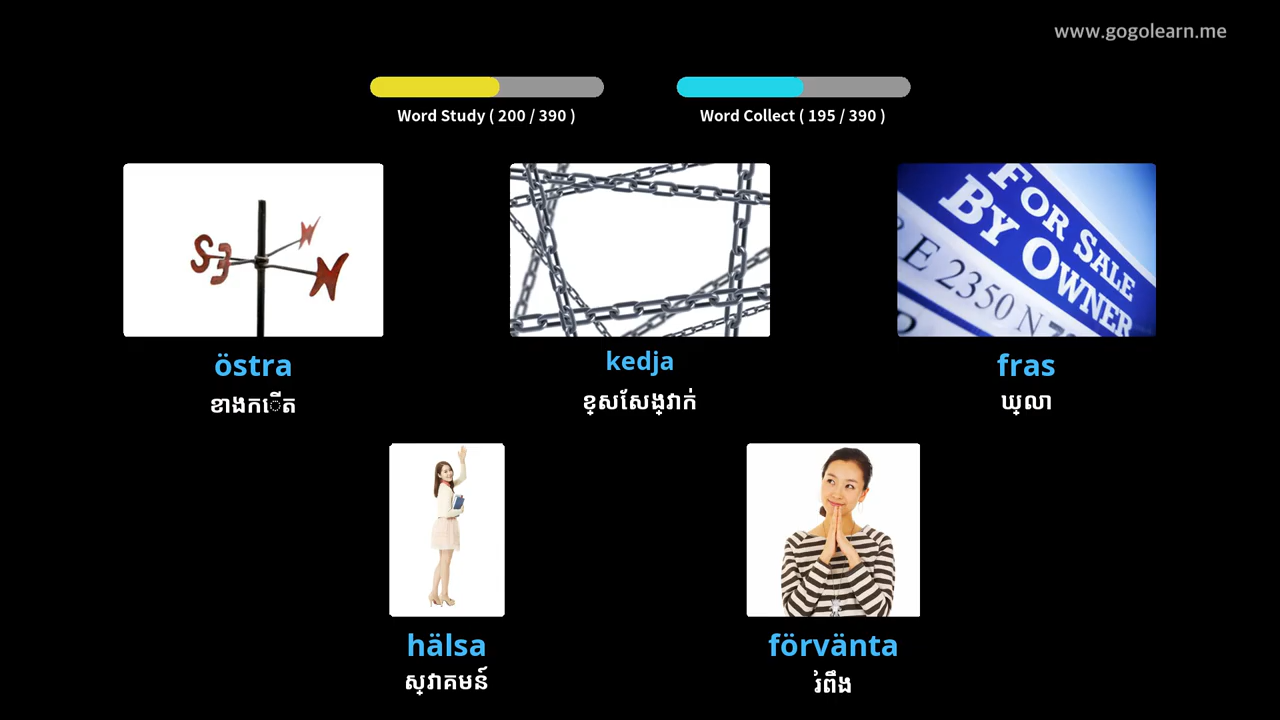 www.gogolearn.me
Word Study ( 200 / 390 )
Word Collect ( 195 / 390 )
FOR SALE
BY OWNER
E 2350 N
östra
ខាងកើត
kedja
ខ្សសែង្វាក់
fras
ឃ្លា
hälsa
ស្វាគមន៍
förvänta
រំពឹង